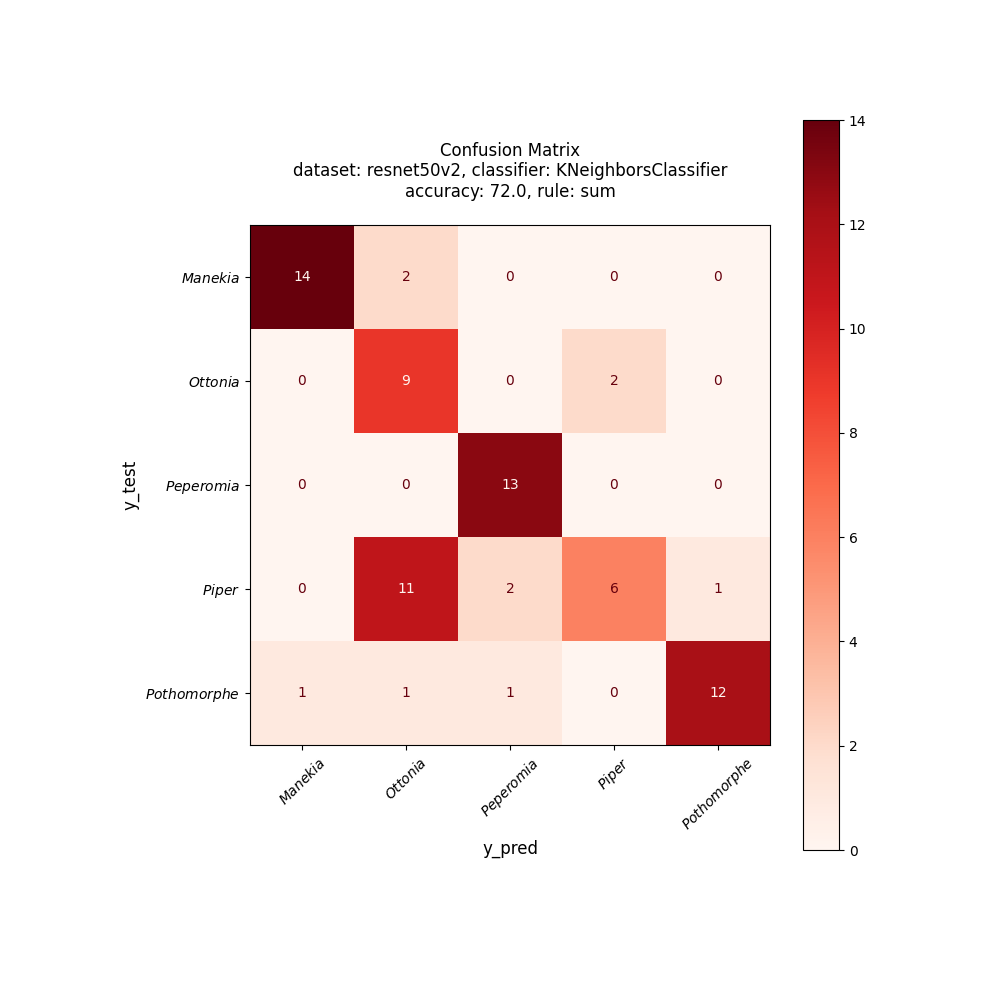 Confusion Matrix
dataset: resnet50v2, classifier: KNeighborsClassifier
accuracy: 72.0, rule: sum
y_test
Manekia 14 2 0 0 0
Ottonia 0 9 0 2 0
Peperomia 0 0 13 0 0
Piper 0 11 2 6 1
Pothomorphe 1 1 1 0 12
Manekia Ottonia Peperomia Piper Pothomorphe
y_pred
14
12
10
8
6
4
2
0